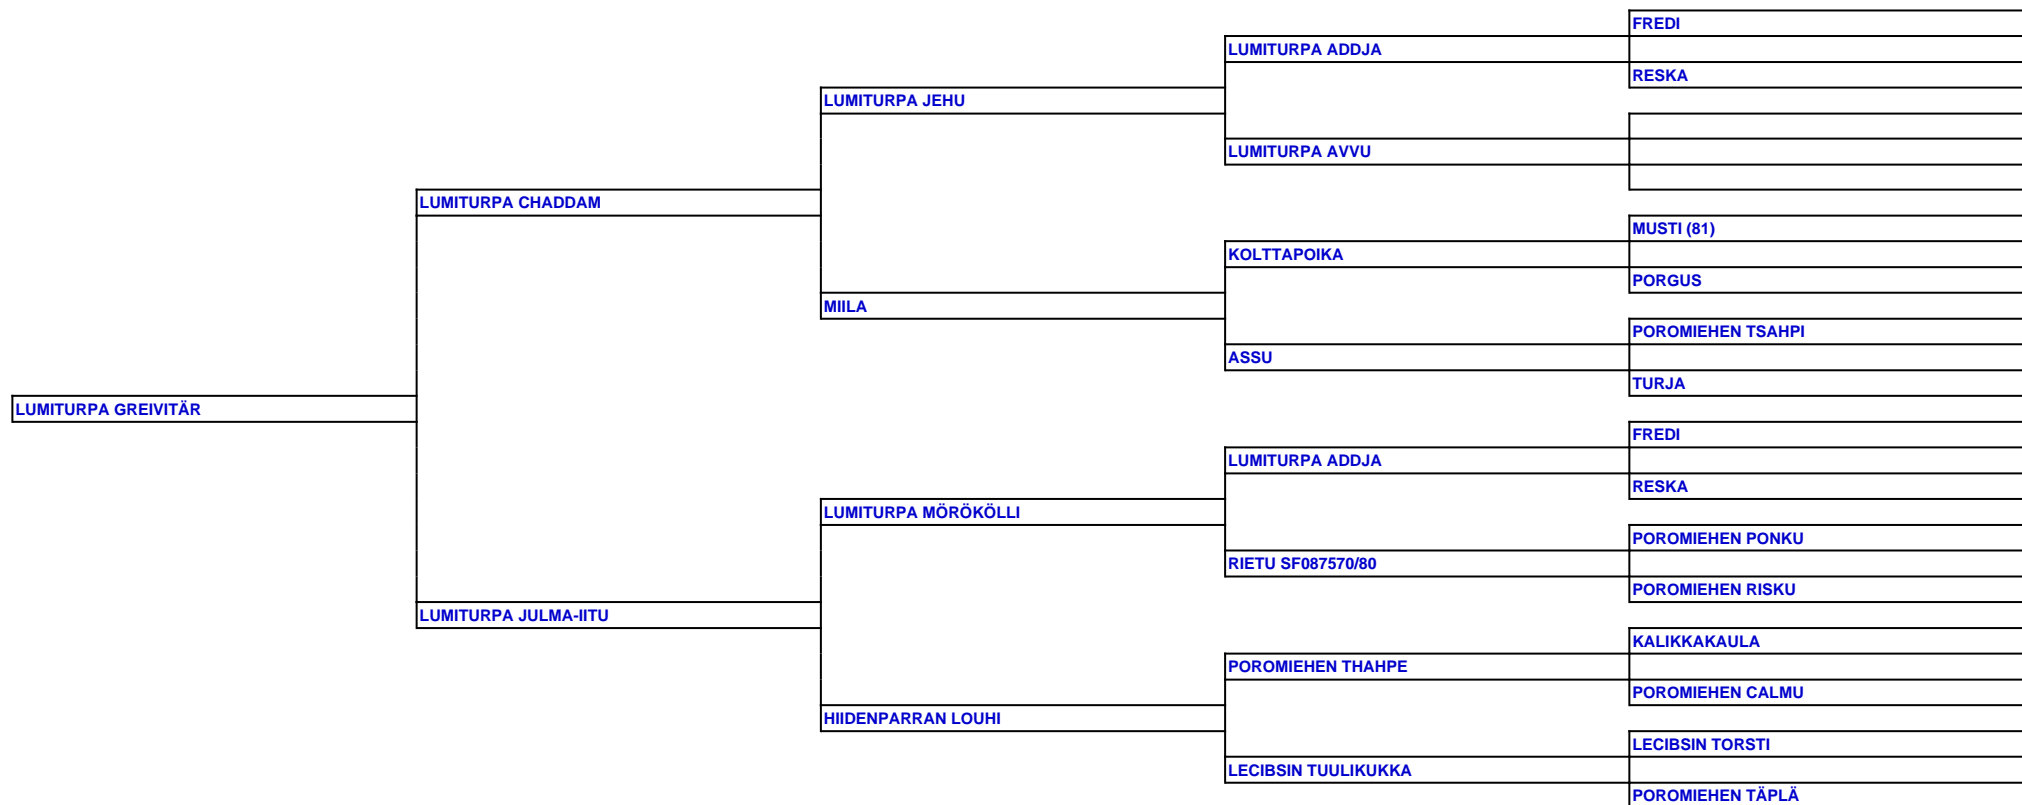 FREDI
LUMITURPA ADDJA
RESKA
LUMITURPA JEHU
LUMITURPA AVVU
LUMITURPA CHADDAM
MUSTI (81)
KOLTTAPOIKA
PORGUS
MIILA
POROMIEHEN TSAHPI
ASSU
TURJA
LUMITURPA GREIVITÄR
FREDI
LUMITURPA ADDJA
RESKA
LUMITURPA MÖRÖKÖLLI
POROMIEHEN PONKU
RIETU SF087570/80
POROMIEHEN RISKU
LUMITURPA JULMA-IITU
KALIKKAKAULA
POROMIEHEN THAHPE
POROMIEHEN CALMU
HIIDENPARRAN LOUHI
LECIBSIN TORSTI
LECIBSIN TUULIKUKKA
POROMIEHEN TÄPLÄ